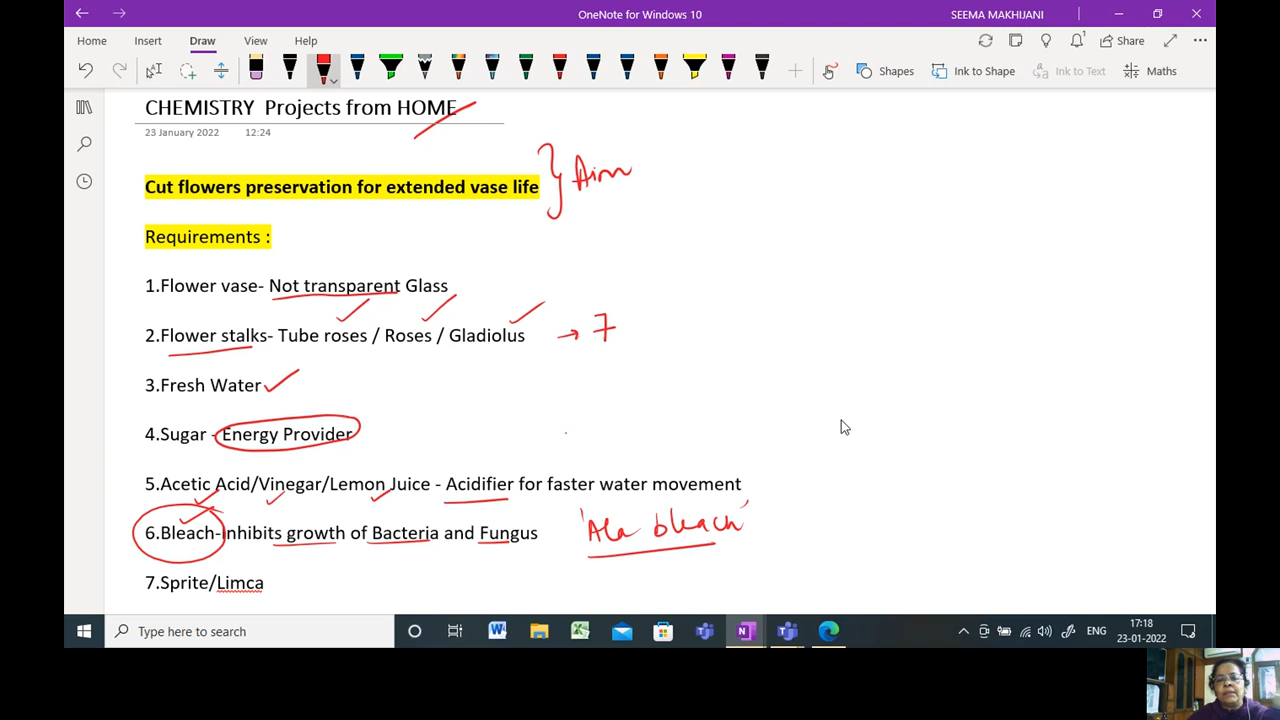 OneNote for Windows 10
SEEMA MAKHIJANI
Home Insert Draw View Help
Share
Shapes Ink to Shape Ink to Text Maths
CHEMISTRY Projects from HOME
23 January 2022 12:24
Cut flowers preservation for extended vase life
Aim
Requirements :
1.Flower vase- Not transparent Glass
2.Flower stalks- Tube roses / Roses / Gladiolus → 7
3.Fresh Water
4.Sugar - Energy Provider
5.Acetic Acid/Vinegar/Lemon Juice - Acidifier for faster water movement
6.Bleach-Inhibits growth of Bacteria and Fungus 'Ala bleach'
7.Sprite/Limca
Type here to search
ENG
17:18
23-01-2022